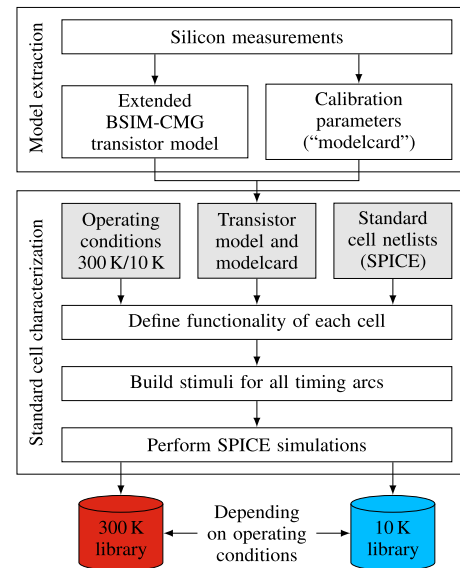 Model extraction
Silicon measurements
Extended
BSIM-CMG
transistor model
Calibration
parameters
(“modelcard”)
Standard cell characterization
Operating
conditions
300 K/10 K
Transistor
model and
modelcard
Standard
cell netlists
(SPICE)
Define functionality of each cell
Build stimuli for all timing arcs
Perform SPICE simulations
300 K
library
Depending
on operating
conditions
10 K
library